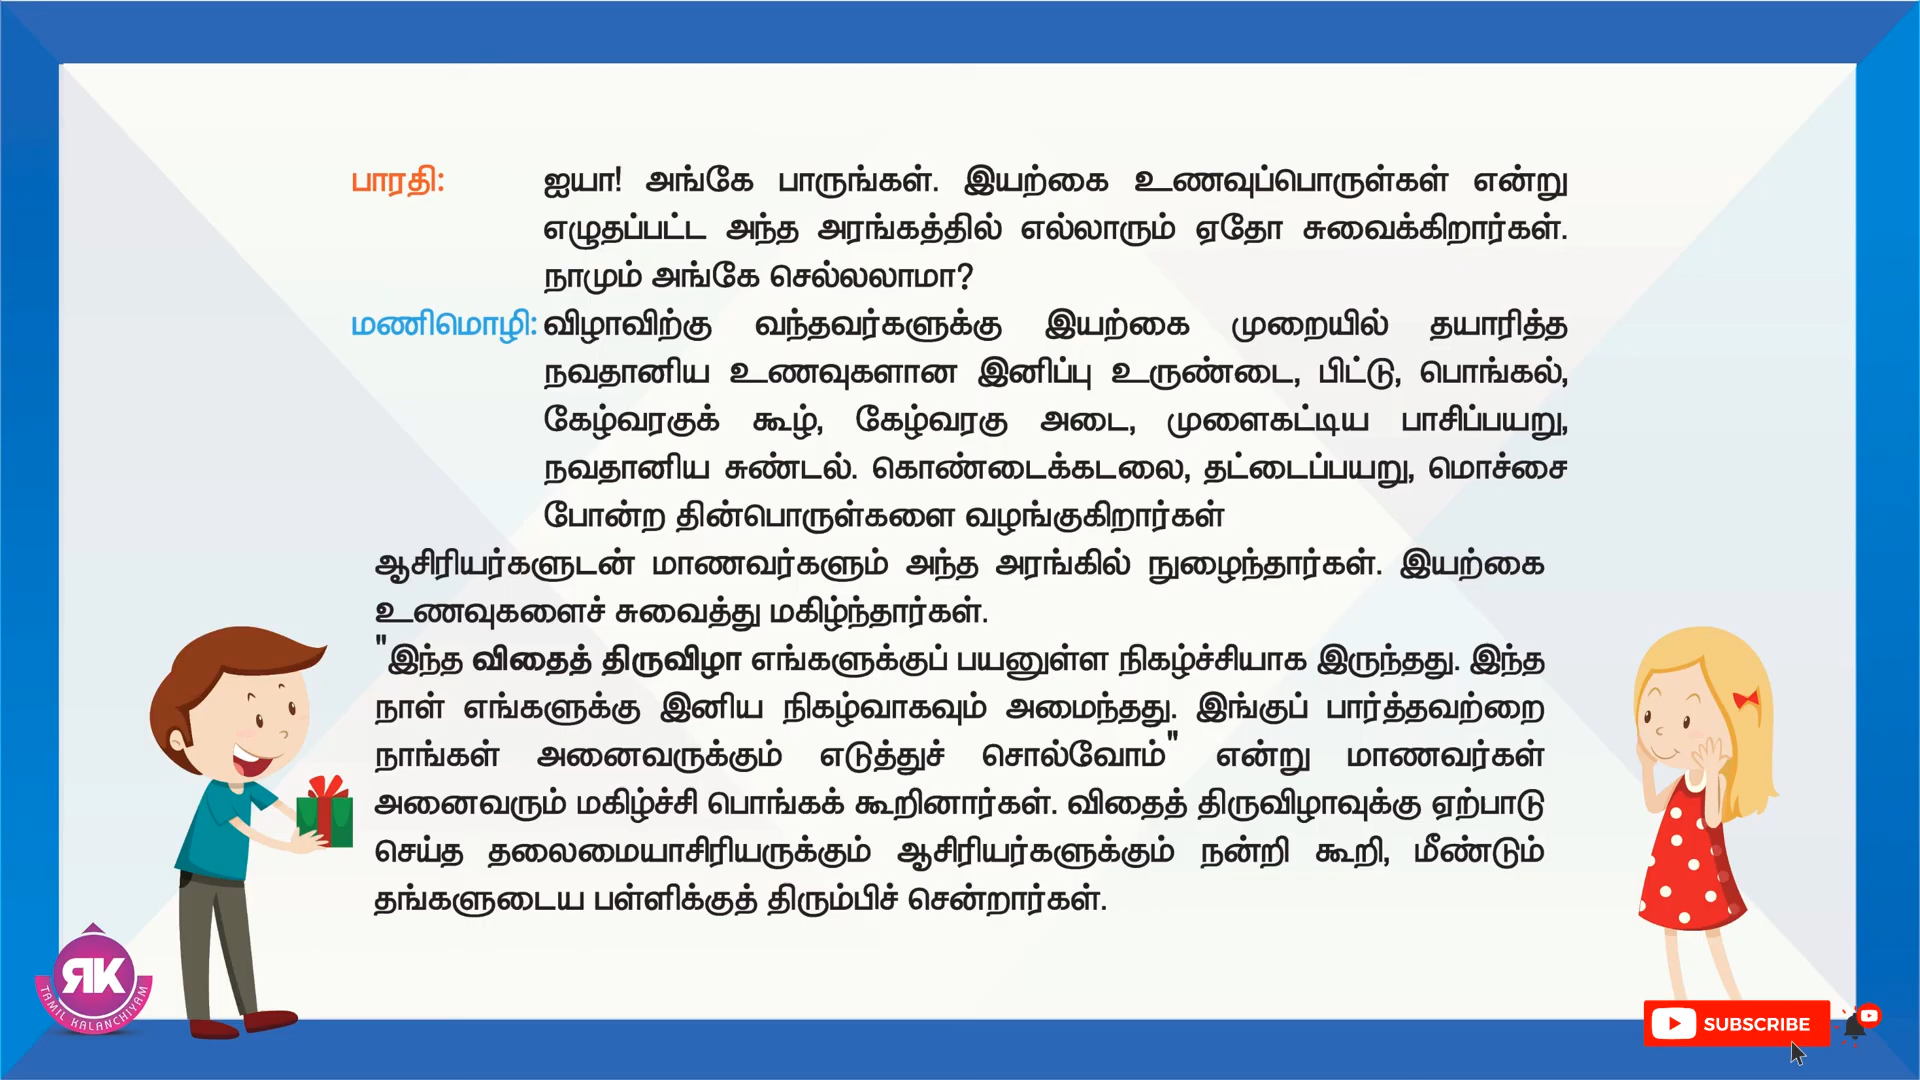 பாரதி: ஐயா! அங்கே பாருங்கள். இயற்கை உணவுப்பொருள்கள் என்று
எழுதப்பட்ட அந்த அரங்கத்தில் எல்லாரும் ஏதோ சுவைக்கிறார்கள்.
நாமும் அங்கே செல்லலாமா?
மணிமொழி: விழாவிற்கு வந்தவர்களுக்கு இயற்கை முறையில் தயாரித்த
நவதானிய உணவுகளான இனிப்பு உருண்டை, பிட்டு, பொங்கல்,
கேழ்வரகுக் கூழ், கேழ்வரகு அடை, முளைகட்டிய பாசிப்பயறு,
நவதானிய சுண்டல். கொண்டைக்கடலை, தட்டைப்பயறு, மொச்சை
போன்ற தின்பொருள்களை வழங்குகிறார்கள்
ஆசிரியர்களுடன் மாணவர்களும் அந்த அரங்கில் நுழைந்தார்கள். இயற்கை
உணவுகளைச் சுவைத்து மகிழ்ந்தார்கள்.
"இந்த விதைத் திருவிழா எங்களுக்குப் பயனுள்ள நிகழ்ச்சியாக இருந்தது. இந்த
நாள் எங்களுக்கு இனிய நிகழ்வாகவும் அமைந்தது. இங்குப் பார்த்தவற்றை
நாங்கள் அனைவருக்கும் எடுத்துச் சொல்வோம்" என்று மாணவர்கள்
அனைவரும் மகிழ்ச்சி பொங்கக் கூறினார்கள். விதைத் திருவிழாவுக்கு ஏற்பாடு
செய்த தலைமையாசிரியருக்கும் ஆசிரியர்களுக்கும் நன்றி கூறி, மீண்டும்
தங்களுடைய பள்ளிக்குத் திரும்பிச் சென்றார்கள்.
RK
TAMIL KALANCHIYAM
SUBSCRIBE